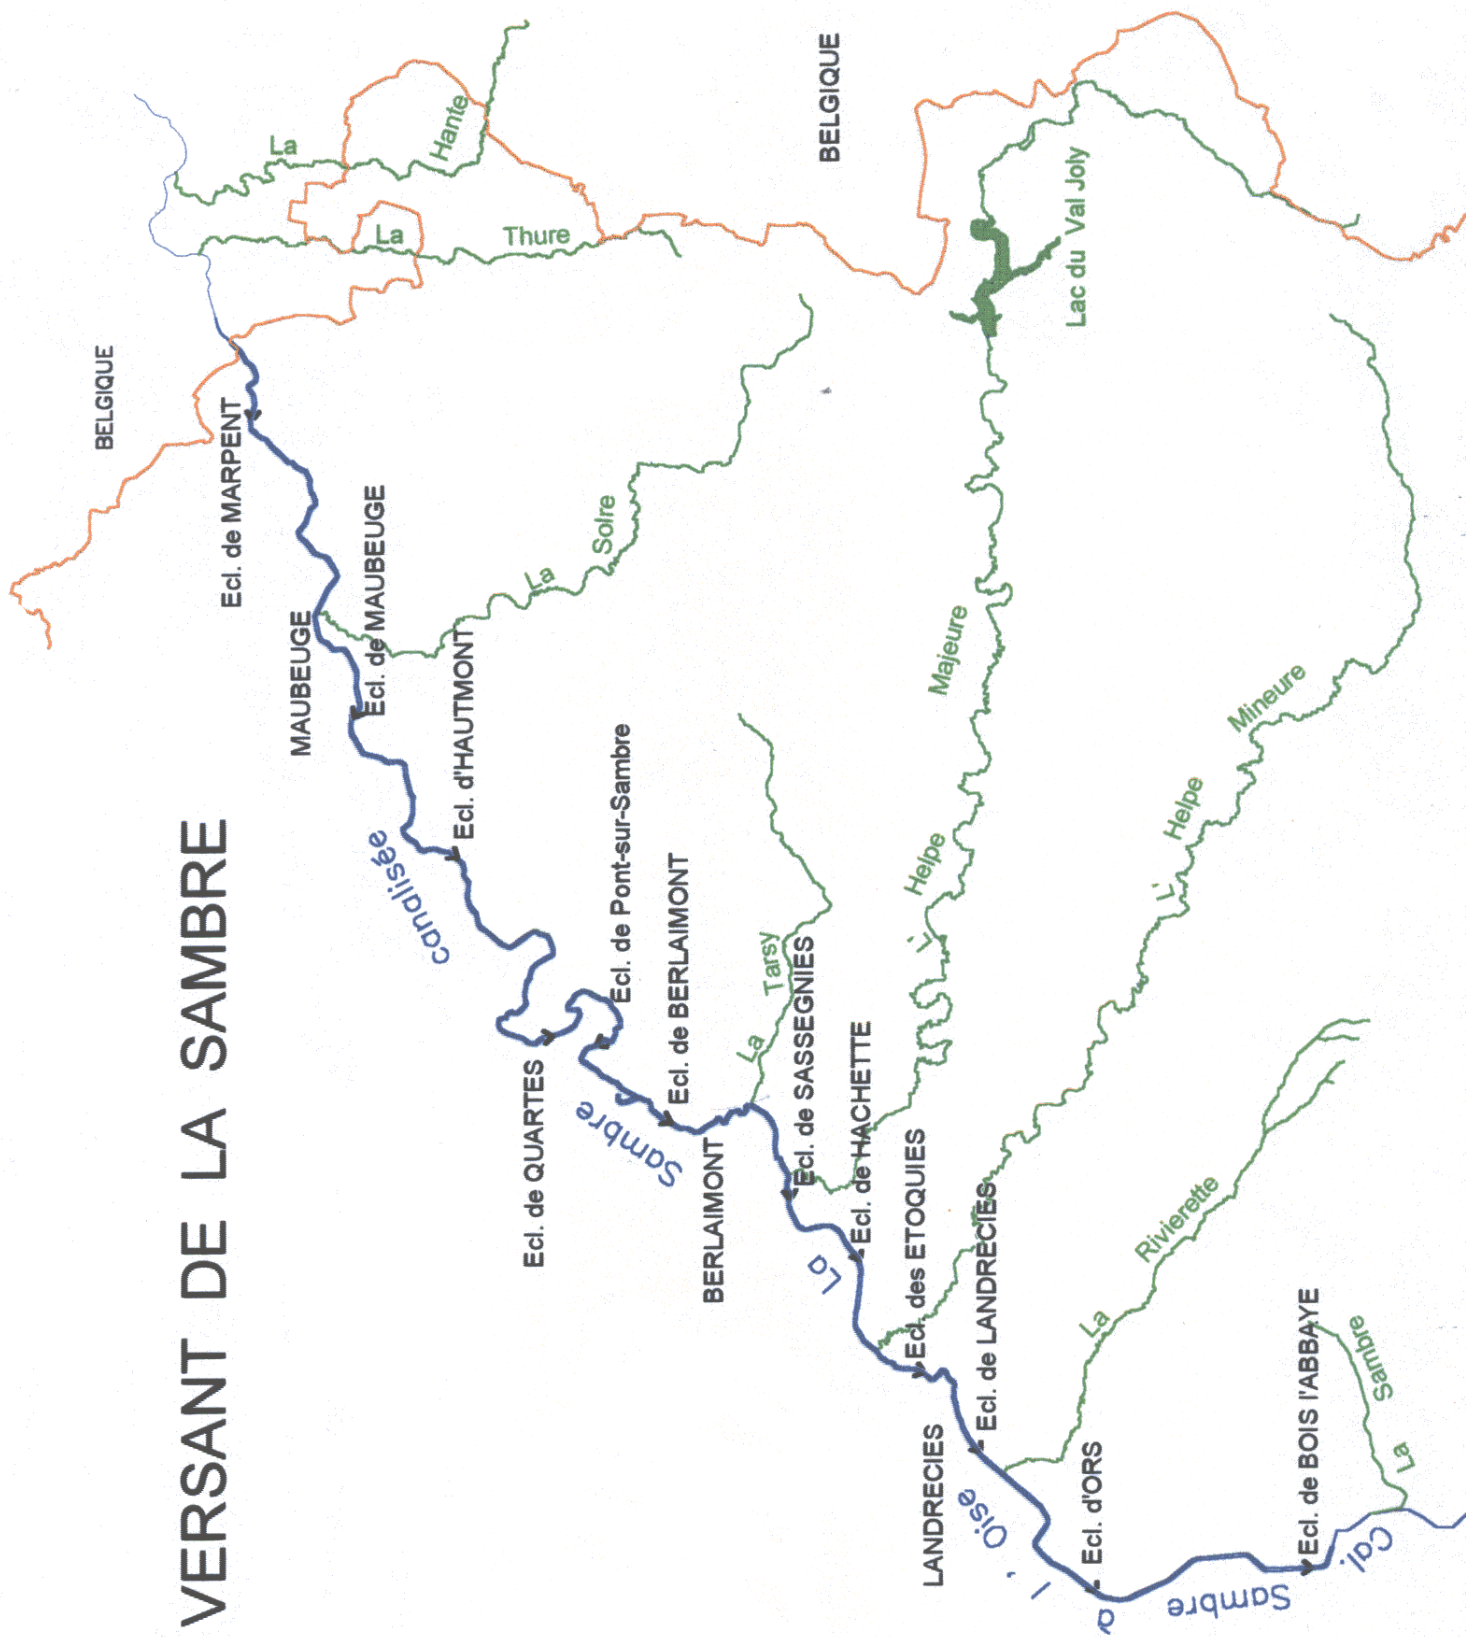 VERSANT DE LA SAMBRE
BELGIQUE
BELGIQUE
La
Hante
La
Thure
Ecl. de MARPENT
MAUBEUGE
Ecl. de MAUBEUGE
La
Solre
Ecl. d'HAUTMONT
Lac du Val Joly
La Sambre canalisée
Ecl. de QUARTES
Ecl. de Pont-sur-Sambre
Ecl. de BERLAIMONT
BERLAIMONT
La
Tarsy
Ecl. de SASSEGNIES
Ecl. de HACHETTE
L'
Helpe
Majeure
L'
Helpe
Mineure
Ecl. des ETOQUIES
LANDRECIES
Ecl. de LANDRECIES
La
Rivierette
Ecl. d'ORS
Cal. Sambre à l'Oise
Ecl. de BOIS l'ABBAYE
La
Sambre